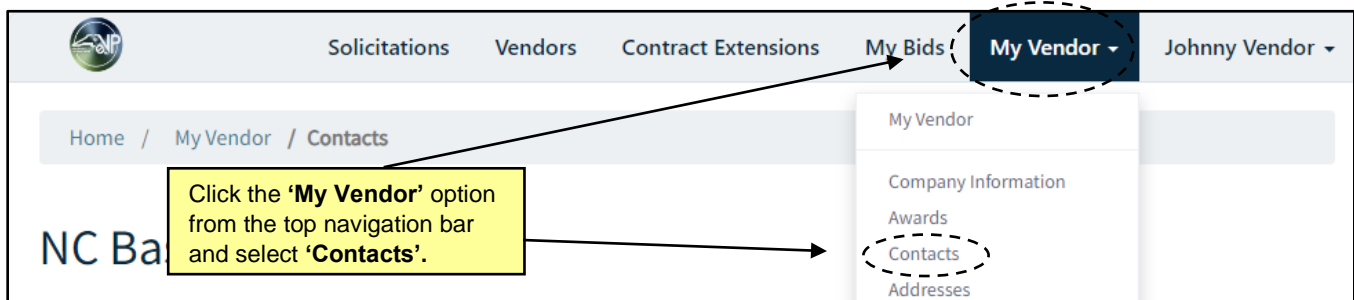 eVP
Solicitations Vendors Contract Extensions My Bids My Vendor Johnny Vendor
Home / My Vendor / Contacts
My Vendor
Click the ‘My Vendor’ option
from the top navigation bar
and select ‘Contacts’.
Company Information
Awards
Contacts
Addresses
NC Ba